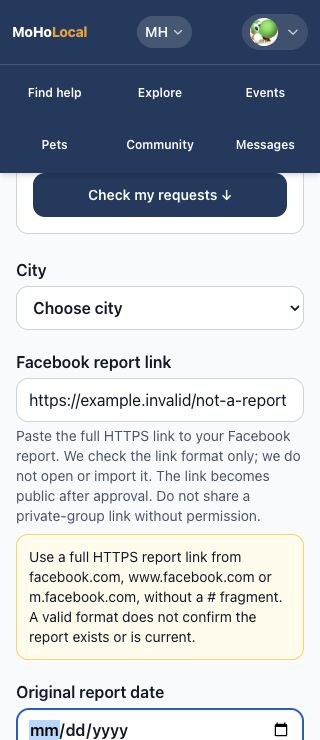 MoHoLocal
MH
Find help
Explore
Events
Pets
Community
Messages
Check my requests ↓
City
Choose city
Facebook report link
https://example.invalid/not-a-report
Paste the full HTTPS link to your Facebook
report. We check the link format only; we do
not open or import it. The link becomes
public after approval. Do not share a
private-group link without permission.
Use a full HTTPS report link from
facebook.com, www.facebook.com or
m.facebook.com, without a # fragment.
A valid format does not confirm the
report exists or is current.
Original report date
mm/dd/yyyy